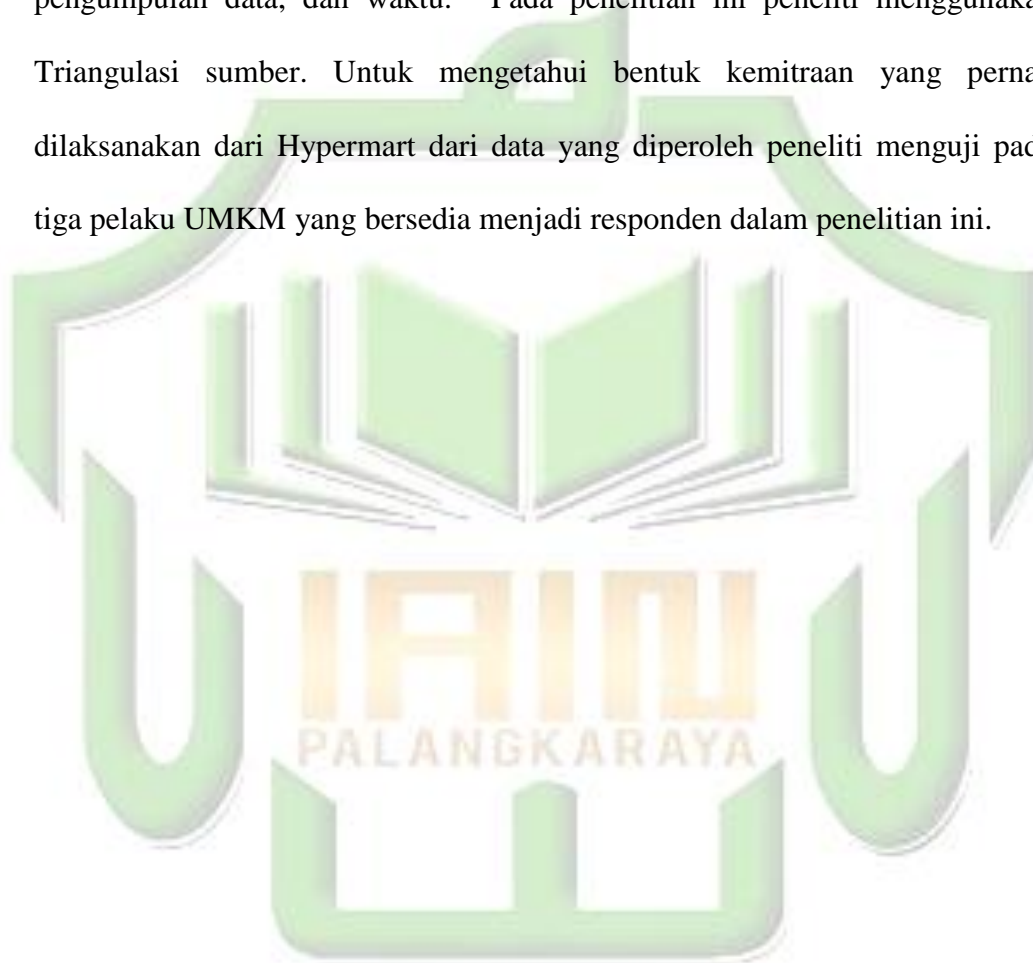 pengumpulan data, dan waktu. Pada penelitian ini peneliti menggunaka
Triangulasi sumber. Untuk mengetahui bentuk kemitraan yang perna
dilaksanakan dari Hypermart dari data yang diperoleh peneliti menguji pad
tiga pelaku UMKM yang bersedia menjadi responden dalam penelitian ini.
IAIN
PALANGKARAYA